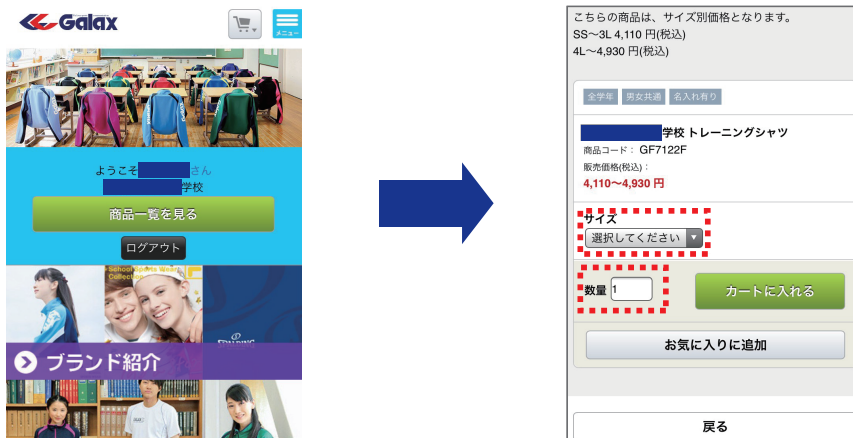 Galax
メニュー
ようこそ
さん
学校
商品一覧を見る
ログアウト
School Sports Wear
Collection
SPALDING
ブランド紹介
こちらの商品は、サイズ別価格となります。
SS～3L 4,110 円(税込)
4L～4,930 円(税込)
全学年 男女共通 名入れ有り
学校 トレーニングシャツ
商品コード： GF7122F
販売価格(税込)：
4,110～4,930 円
サイズ
選択してください
数量 1
カートに入れる
お気に入りに追加
戻る